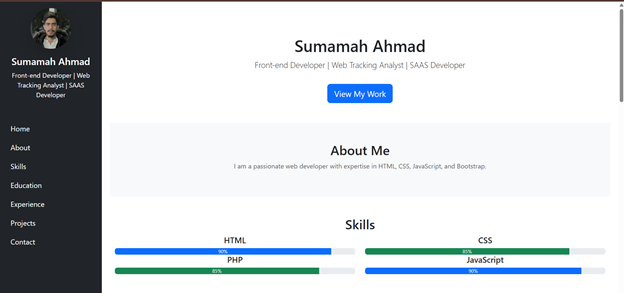 Sumamah Ahmad
Front-end Developer | Web
Tracking Analyst | SAAS
Developer
Home
About
Skills
Education
Experience
Projects
Contact
Sumamah Ahmad
Front-end Developer | Web Tracking Analyst | SAAS Developer
View My Work
About Me
I am a passionate web developer with expertise in HTML, CSS, JavaScript, and Bootstrap.
Skills
HTML
90%
CSS
85%
PHP
85%
JavaScript
90%